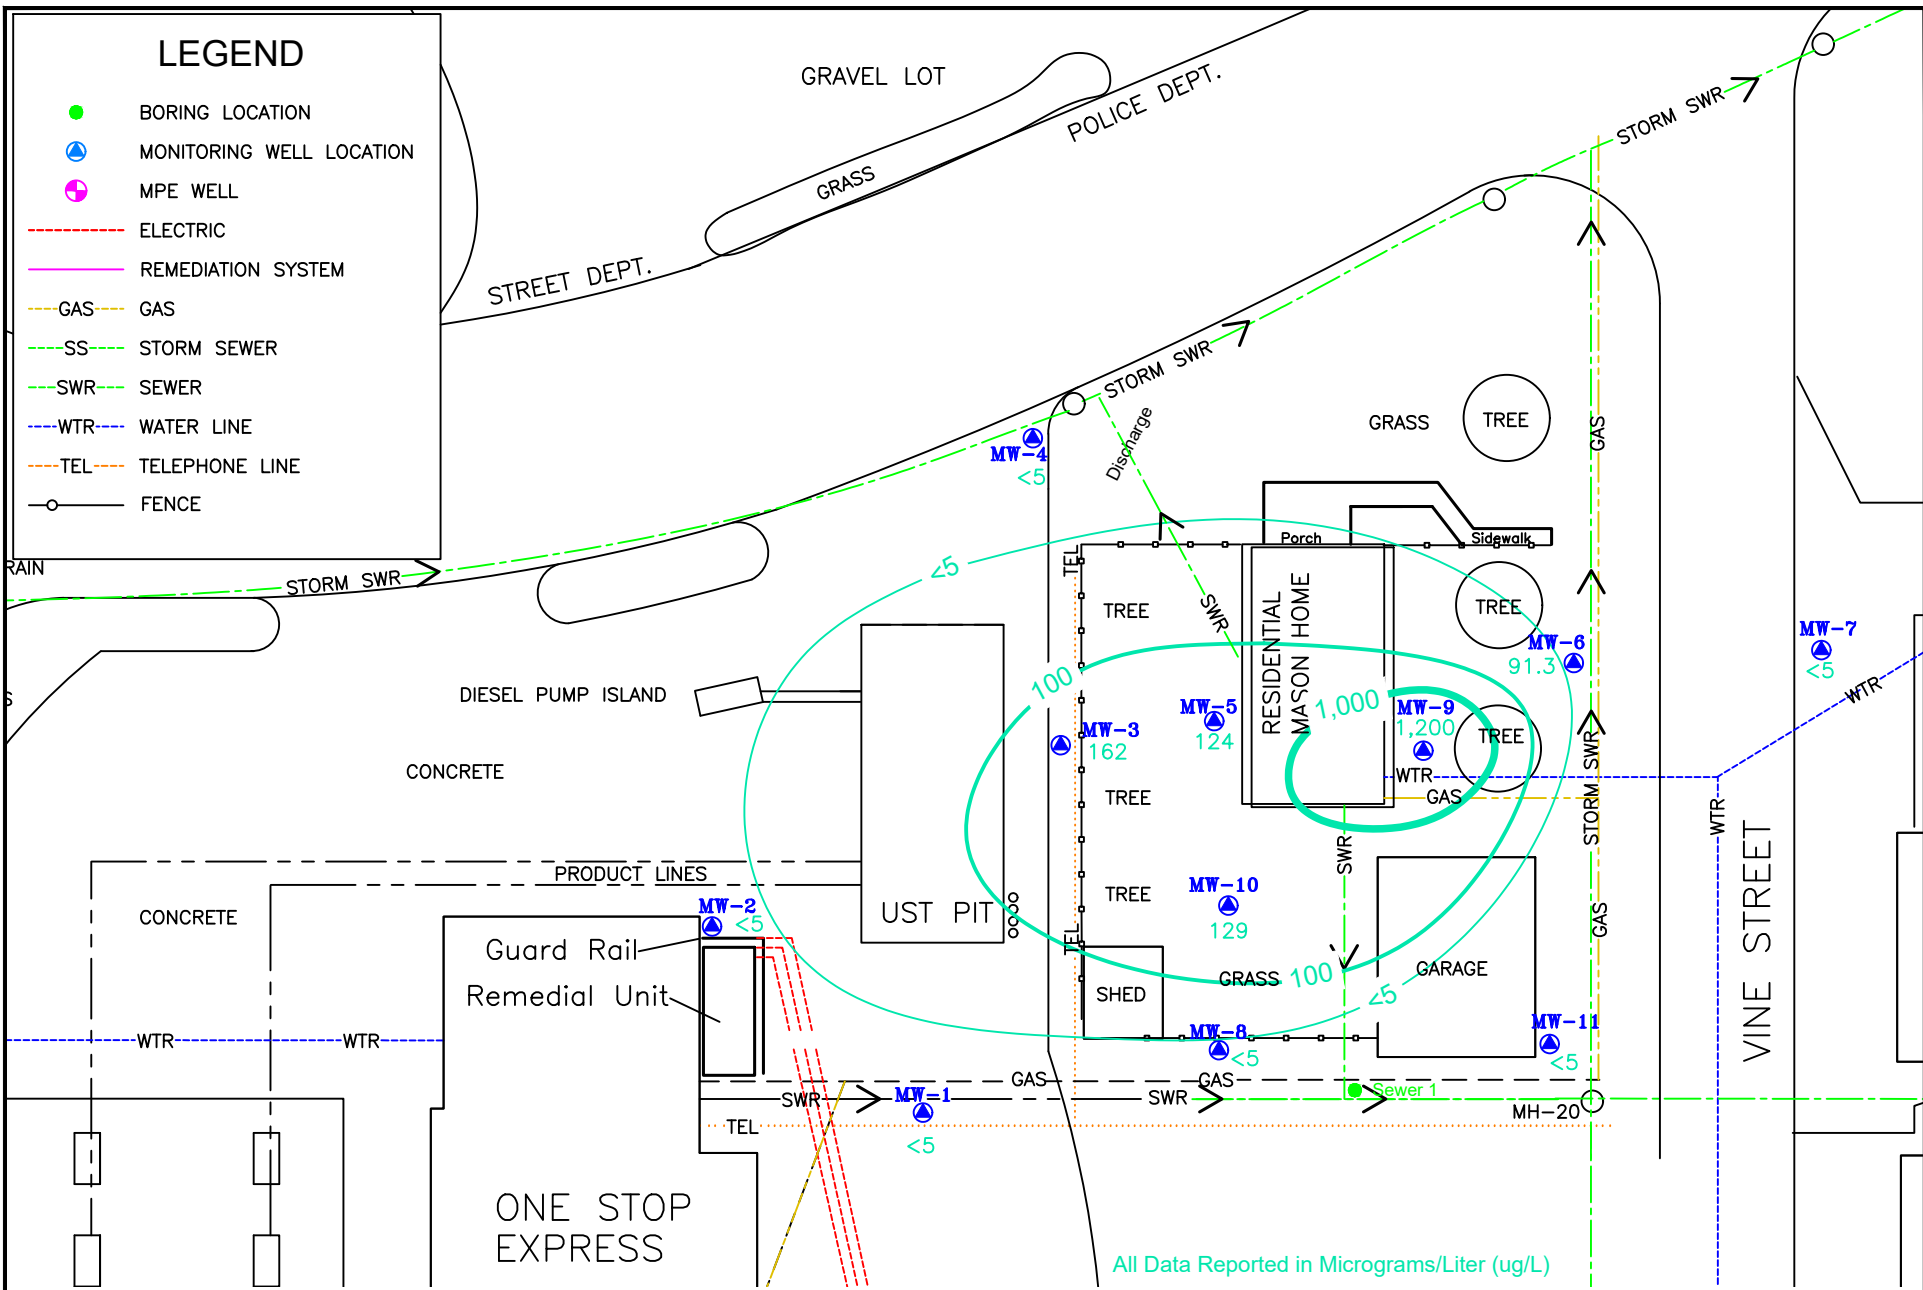 LEGEND
BORING LOCATION
MONITORING WELL LOCATION
MPE WELL
ELECTRIC
REMEDIATION SYSTEM
GAS GAS
SS STORM SEWER
SWR SEWER
WTR WATER LINE
TEL TELEPHONE LINE
FENCE
GRAVEL LOT
GRASS
POLICE DEPT.
STREET DEPT.
STORM SWR
STORM SWR
STORM SWR
RAIN
S
MW-4
<5
Discharge
GRASS
TREE
GAS
Porch
Sidewalk
<5
TEL
TREE
SWR
RESIDENTIAL
MASON HOME
TREE
MW-6
91.3
MW-7
<5
WTR
DIESEL PUMP ISLAND
100
MW-3
162
MW-5
124
1,000
MW-9
1,200
TREE
WTR
GAS
STORM SWR
WTR
CONCRETE
TREE
SWR
PRODUCT LINES
CONCRETE
MW-2
<5
UST PIT
TREE
MW-10
129
TEL
GAS
VINE STREET
Guard Rail
Remedial Unit
SHED
GRASS
100
<5
GARAGE
WTR
WTR
MW-8
<5
MW-11
<5
GAS
GAS
SWR
MW-1
<5
SWR
Sewer 1
MH-20
TEL
ONE STOP
EXPRESS
All Data Reported in Micrograms/Liter (ug/L)